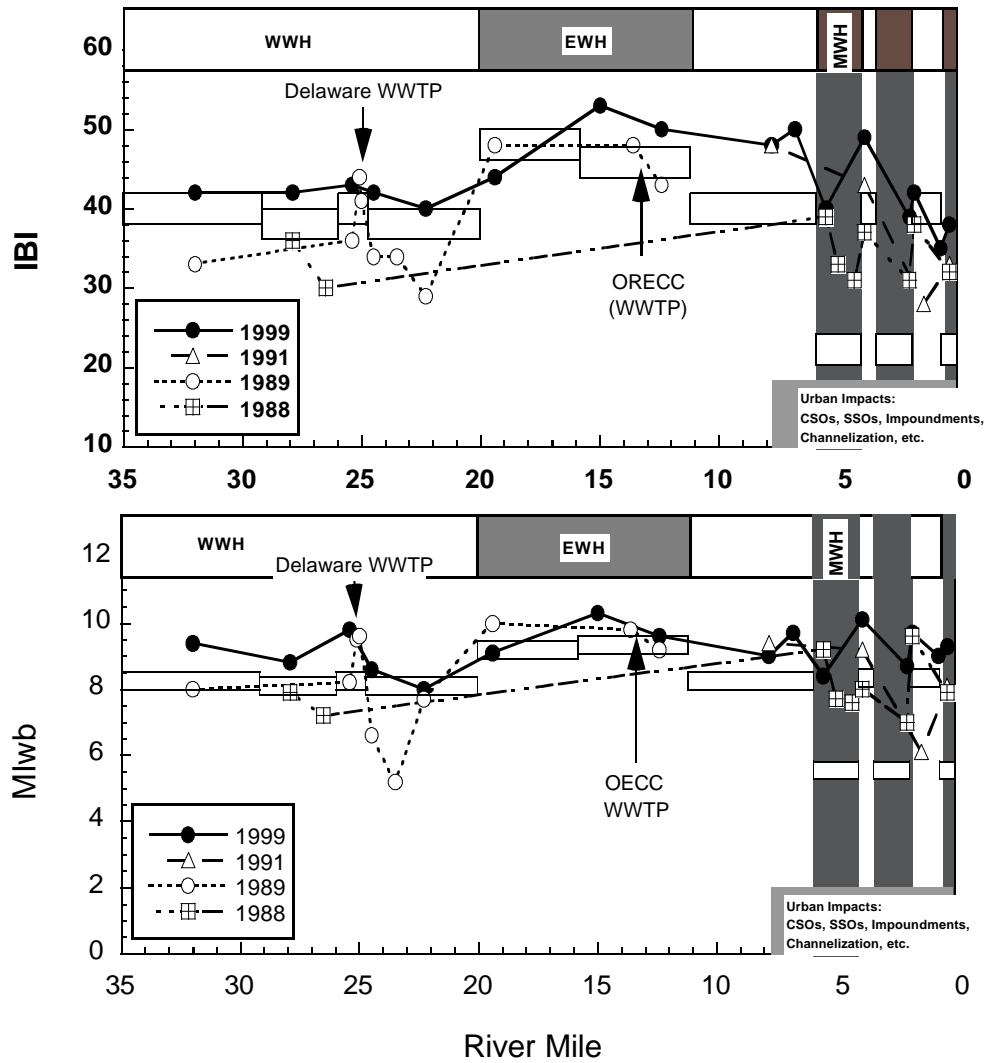 WWH
EWH
MWH
60
50
40
30
20
10
IBI
Delaware WWTP
ORECC
(WWTP)
1999
1991
1989
1988
Urban Impacts:
CSOs, SSOs, Impoundments,
Channelization, etc.
35 30 25 20 15 10 5 0
WWH
EWH
MWH
12
10
8
6
4
2
0
MIwb
Delaware WWTP
OECC
WWTP
1999
1991
1989
1988
Urban Impacts:
CSOs, SSOs, Impoundments,
Channelization, etc.
35 30 25 20 15 10 5 0
River Mile